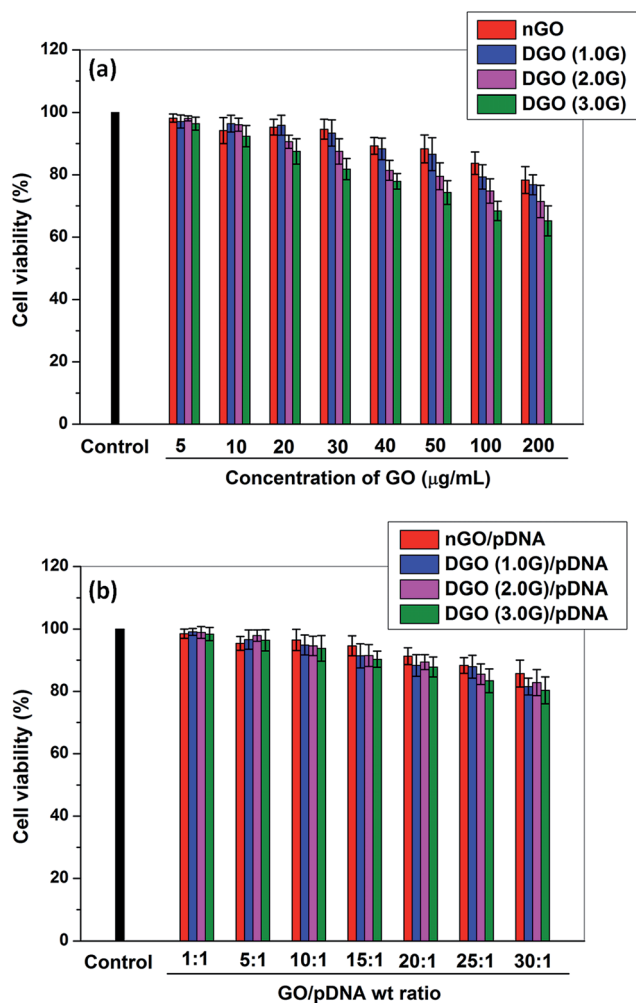 (a)
nGO
DGO (1.0G)
DGO (2.0G)
DGO (3.0G)
120
100
80
60
40
20
0
Cell viability (%)
Control 5 10 20 30 40 50 100 200
Concentration of GO (μg/mL)
(b)
nGO/pDNA
DGO (1.0G)/pDNA
DGO (2.0G)/pDNA
DGO (3.0G)/pDNA
120
100
80
60
40
20
0
Cell viability (%)
Control 1:1 5:1 10:1 15:1 20:1 25:1 30:1
GO/pDNA wt ratio